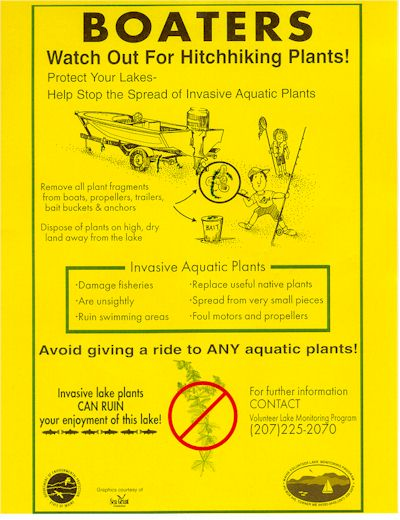 BOATERS
Watch Out For Hitchhiking Plants!
Protect Your Lakes-
Help Stop the Spread of Invasive Aquatic Plants
Remove all plant fragments
from boats, propellers, trailers,
bait buckets & anchors
Dispose of plants on high, dry
land away from the lake
BAIT
Invasive Aquatic Plants
·Damage fisheries
·Are unsightly
·Ruin swimming areas
·Replace useful native plants
·Spread from very small pieces
·Foul motors and propellers
Avoid giving a ride to ANY aquatic plants!
Invasive lake plants
CAN RUIN
your enjoyment of this lake!
For further information
CONTACT
Volunteer Lake Monitoring Program
(207)225-2070
Graphics courtesy of
Sea Grant